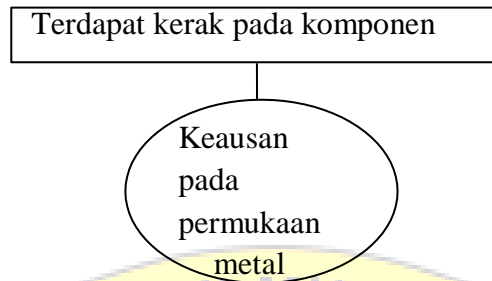 Terdapat kerak pada komponen
Keausan
pada
permukaan
metal